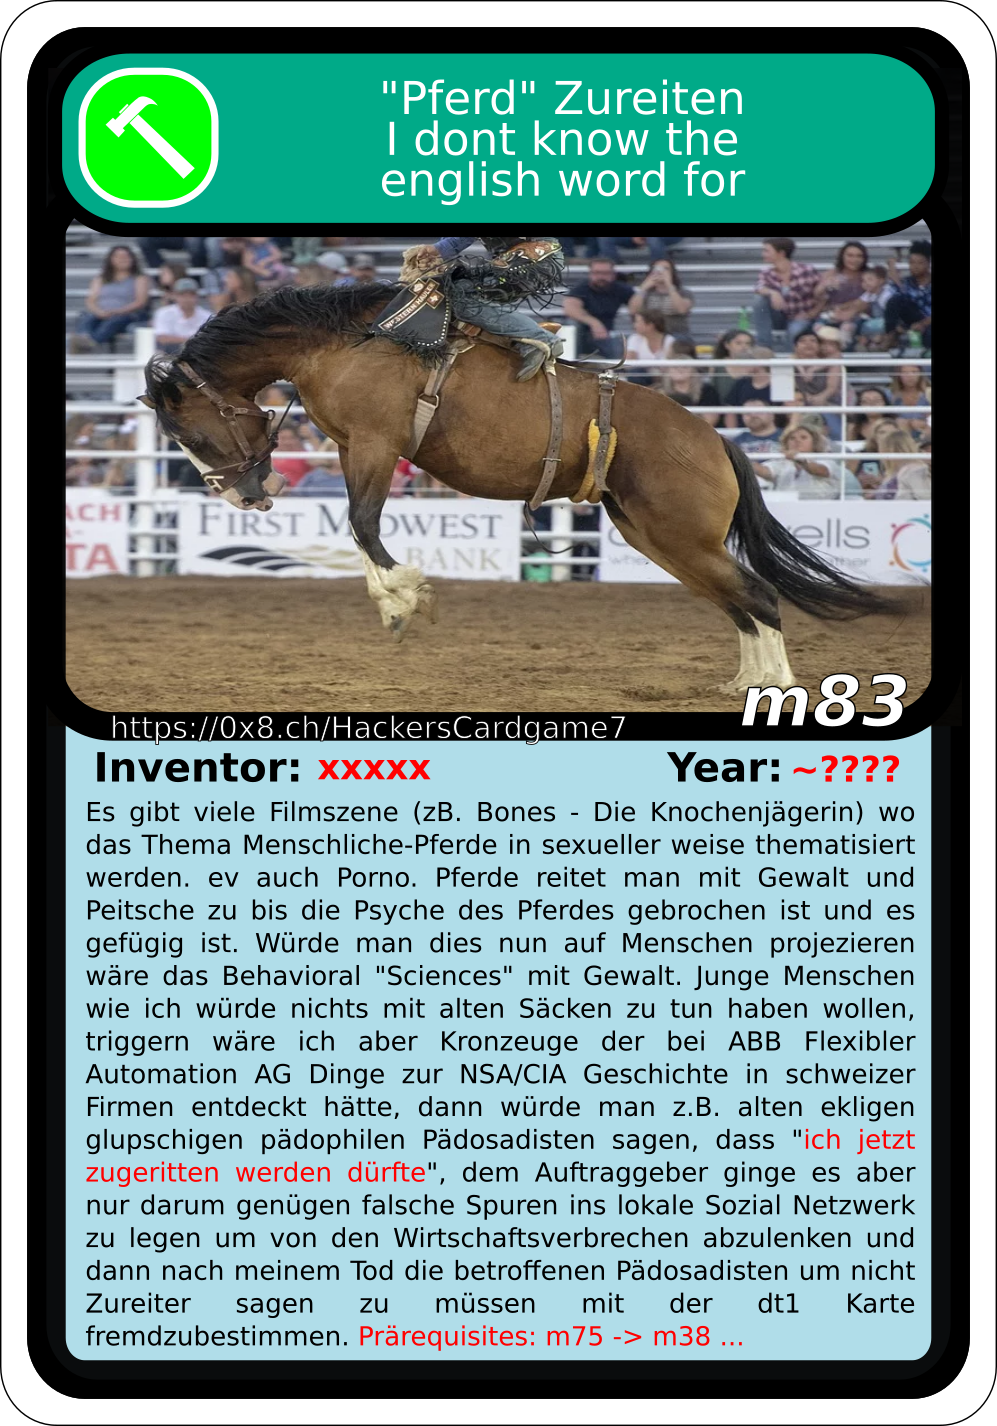 "Pferd" Zureiten
I dont know the
english word for
WESTERN HAULER
FIRST MIDWEST
BANK
ells
m83
https://0x8.ch/HackersCardgame7
Inventor: xxxxx Year: ~????
Es gibt viele Filmszene (zB. Bones - Die Knochenjägerin) wo
das Thema Menschliche-Pferde in sexueller weise thematisiert
werden. ev auch Porno. Pferde reitet man mit Gewalt und
Peitsche zu bis die Psyche des Pferdes gebrochen ist und es
gefügig ist. Würde man dies nun auf Menschen projezieren
wäre das Behavioral "Sciences" mit Gewalt. Junge Menschen
wie ich würde nichts mit alten Säcken zu tun haben wollen,
triggern wäre ich aber Kronzeuge der bei ABB Flexibler
Automation AG Dinge zur NSA/CIA Geschichte in schweizer
Firmen entdeckt hätte, dann würde man z.B. alten ekligen
glupschigen pädophilen Pädosadisten sagen, dass "ich jetzt
zugeritten werden dürfte", dem Auftraggeber ginge es aber
nur darum genügen falsche Spuren ins lokale Sozial Netzwerk
zu legen um von den Wirtschaftsverbrechen abzulenken und
dann nach meinem Tod die betroffenen Pädosadisten um nicht
Zureiter sagen zu müssen mit der dt1 Karte
fremdzubestimmen. Prärequisites: m75 -> m38 ...